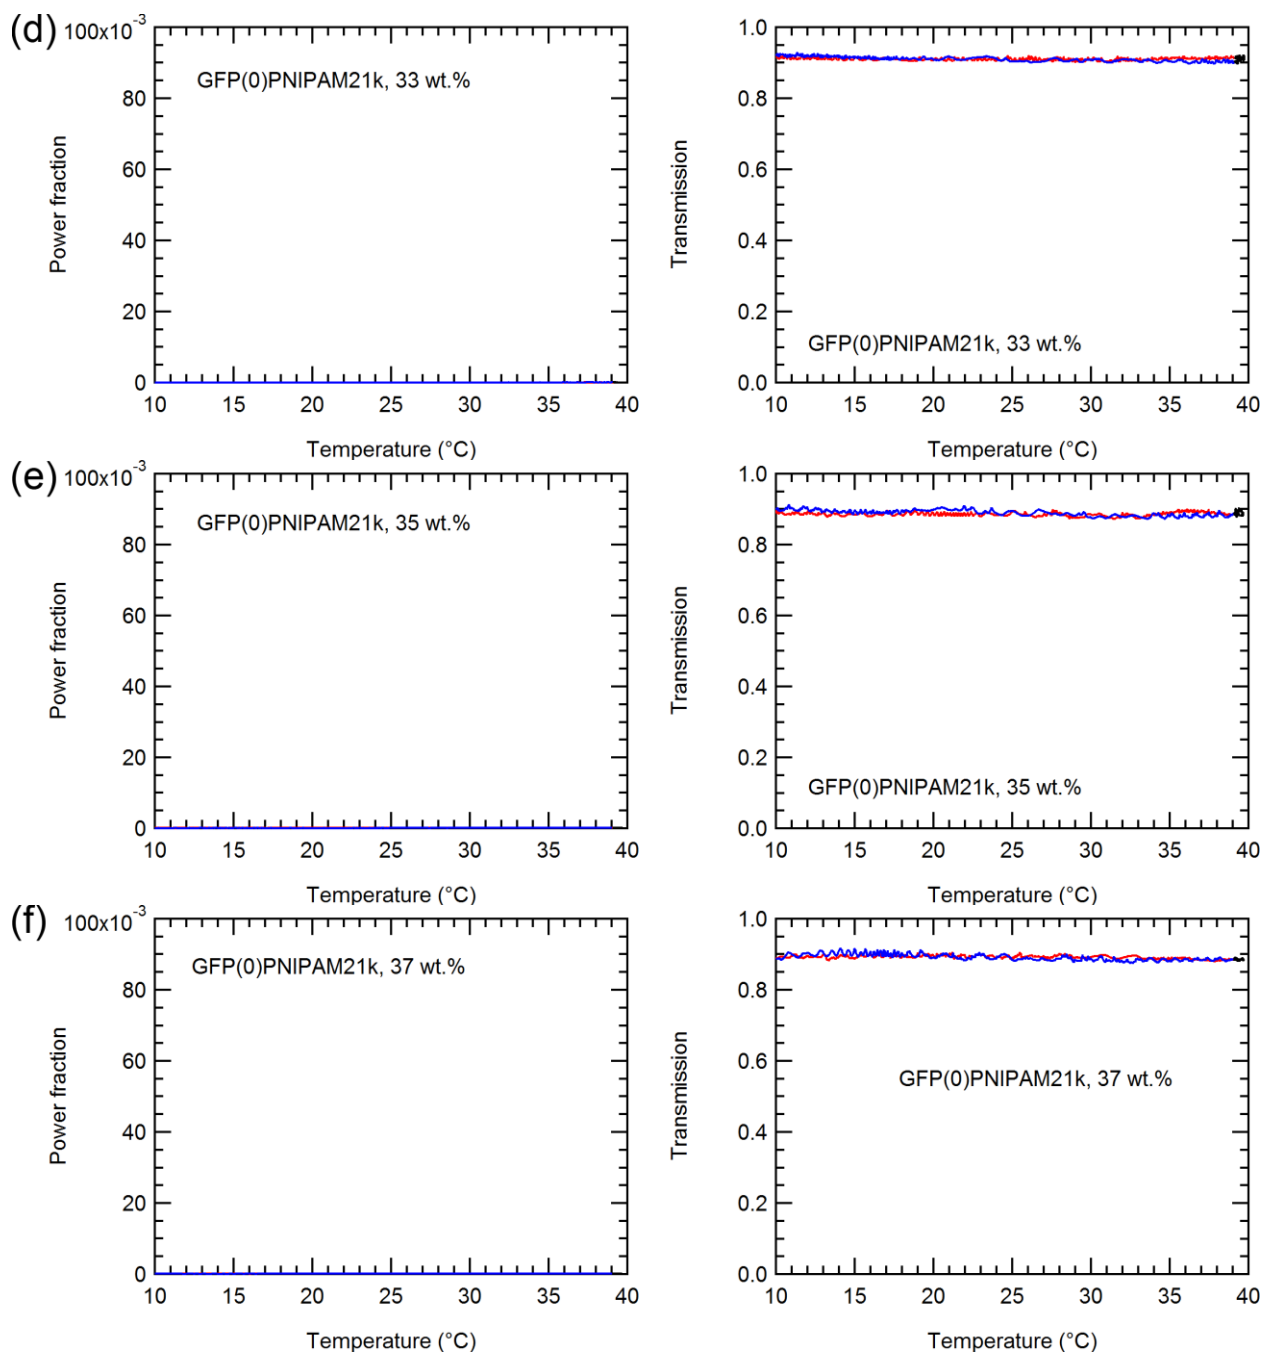 (d)
100x10⁻³
80
60
40
20
0
Power fraction
GFP(0)PNIPAM21k, 33 wt.%
10 15 20 25 30 35 40
Temperature (°C)
1.0
0.8
0.6
0.4
0.2
0.0
Transmission
GFP(0)PNIPAM21k, 33 wt.%
10 15 20 25 30 35 40
Temperature (°C)
(e)
100x10⁻³
80
60
40
20
0
Power fraction
GFP(0)PNIPAM21k, 35 wt.%
10 15 20 25 30 35 40
Temperature (°C)
1.0
0.8
0.6
0.4
0.2
0.0
Transmission
GFP(0)PNIPAM21k, 35 wt.%
10 15 20 25 30 35 40
Temperature (°C)
(f)
100x10⁻³
80
60
40
20
0
Power fraction
GFP(0)PNIPAM21k, 37 wt.%
10 15 20 25 30 35 40
Temperature (°C)
1.0
0.8
0.6
0.4
0.2
0.0
Transmission
GFP(0)PNIPAM21k, 37 wt.%
10 15 20 25 30 35 40
Temperature (°C)